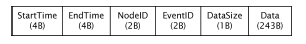 StartTime EndTime NodeID EventID DataSize Data
(4B) (4B) (2B) (2B) (1B) (243B)